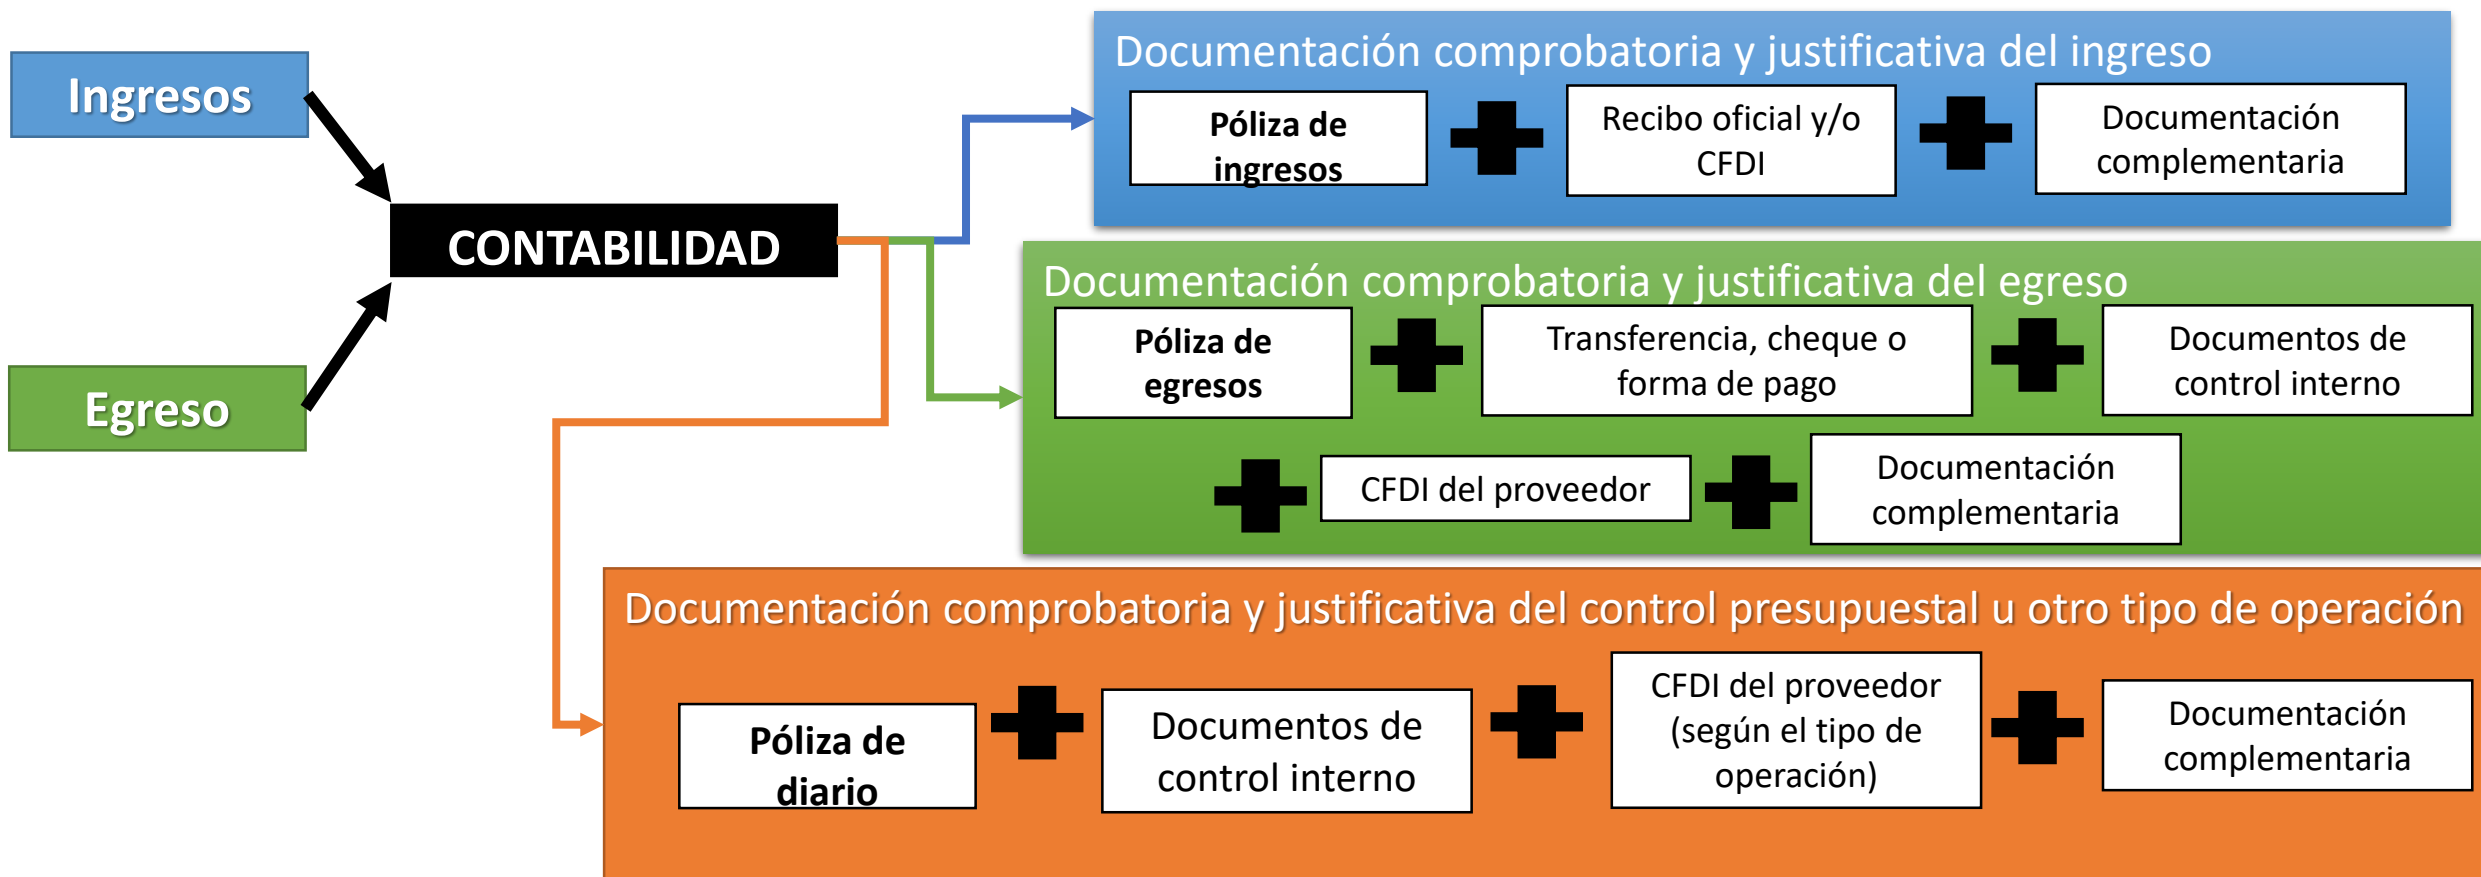 Ingresos
Egreso
CONTABILIDAD
Documentación comprobatoria y justificativa del ingreso
Póliza de
ingresos
Recibo oficial y/o
CFDI
Documentación
complementaria
Documentación comprobatoria y justificativa del egreso
Póliza de
egresos
Transferencia, cheque o
forma de pago
Documentos de
control interno
CFDI del proveedor
Documentación
complementaria
Documentación comprobatoria y justificativa del control presupuestal u otro tipo de operación
Póliza de
diario
Documentos de
control interno
CFDI del proveedor
(según el tipo de
operación)
Documentación
complementaria